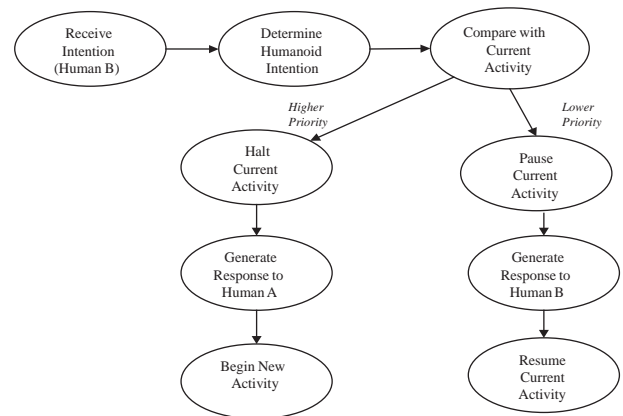 Receive
Intention
(Human B)
Determine
Humanoid
Intention
Compare with
Current
Activity
Higher
Priority
Lower
Priority
Halt
Current
Activity
Pause
Current
Activity
Generate
Response to
Human A
Generate
Response to
Human B
Begin New
Activity
Resume
Current
Activity